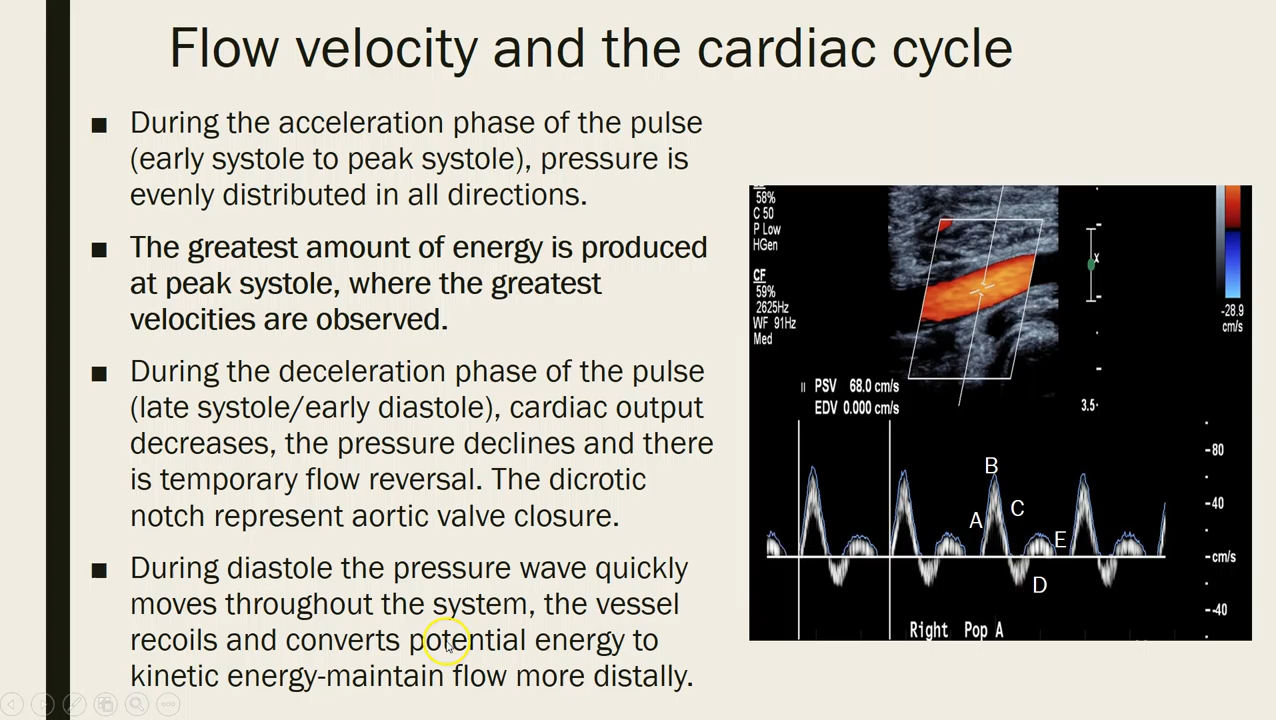 Flow velocity and the cardiac cycle
■ During the acceleration phase of the pulse
(early systole to peak systole), pressure is
evenly distributed in all directions.
■ The greatest amount of energy is produced
at peak systole, where the greatest
velocities are observed.
■ During the deceleration phase of the pulse
(late systole/early diastole), cardiac output
decreases, the pressure declines and there
is temporary flow reversal. The dicrotic
notch represent aortic valve closure.
■ During diastole the pressure wave quickly
moves throughout the system, the vessel
recoils and converts potential energy to
kinetic energy-maintain flow more distally.
58%
C 50
P Low
HGen
CF
59%
2625Hz
WF 91Hz
Med
x
-28.9
cm/s
PSV 68.0 cm/s
EDV 0.000 cm/s
3.5
80
40
cm/s
-40
B
C
A
E
D
Right Pop A